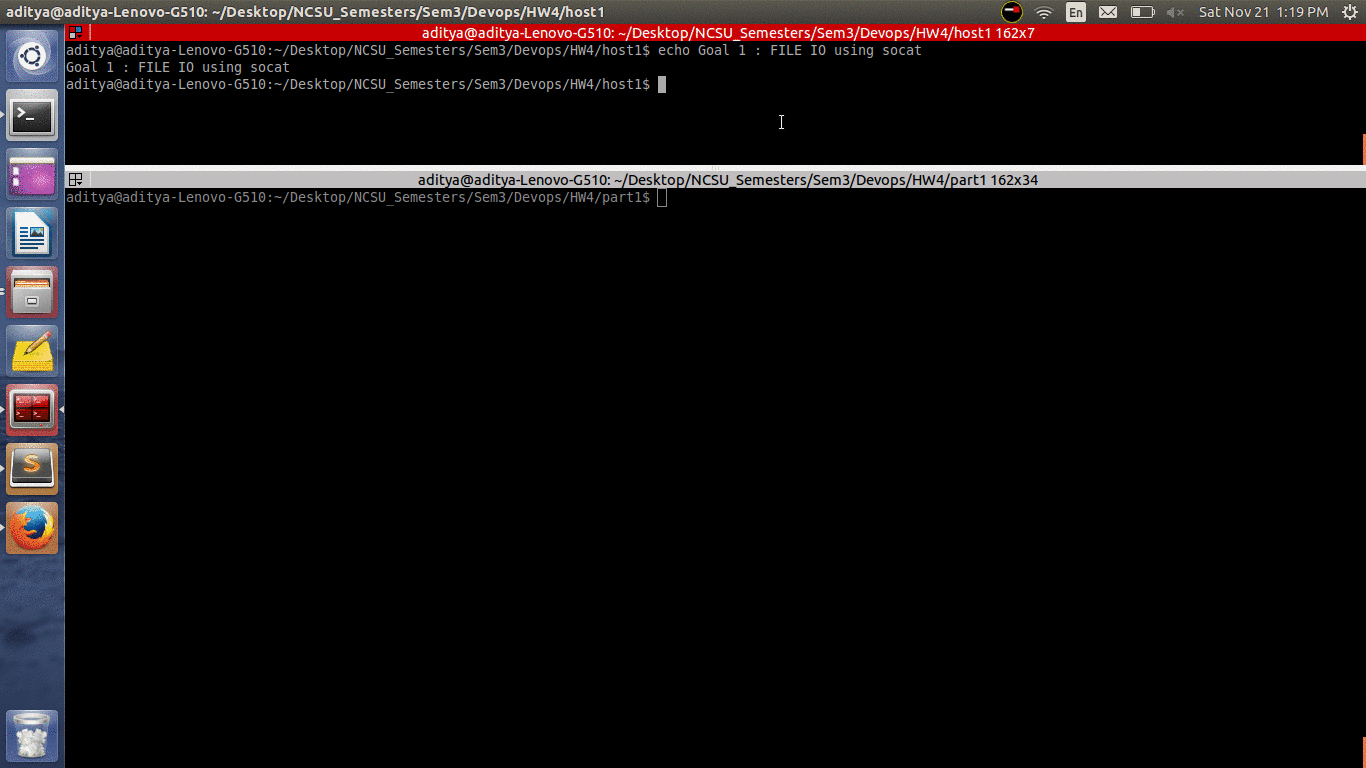 aditya@aditya-Lenovo-G510: ~/Desktop/NCSU_Semesters/Sem3/Devops/HW4/host1
En
Sat Nov 21 1:19 PM
aditya@aditya-Lenovo-G510: ~/Desktop/NCSU_Semesters/Sem3/Devops/HW4/host1 162x7
aditya@aditya-Lenovo-G510:~/Desktop/NCSU_Semesters/Sem3/Devops/HW4/host1$ echo Goal 1 : FILE IO using socat
Goal 1 : FILE IO using socat
aditya@aditya-Lenovo-G510:~/Desktop/NCSU_Semesters/Sem3/Devops/HW4/host1$
aditya@aditya-Lenovo-G510: ~/Desktop/NCSU_Semesters/Sem3/Devops/HW4/part1 162x34
aditya@aditya-Lenovo-G510:~/Desktop/NCSU_Semesters/Sem3/Devops/HW4/part1$